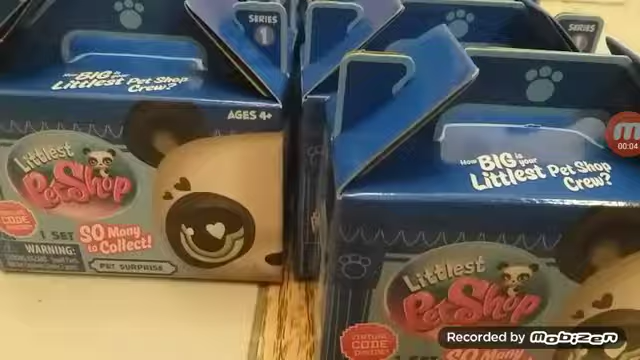 SERIES
1
How BIG is your
Littlest Pet Shop
Crew?
AGES 4+
Littlest
PetShop
CODE
1 SET
SO Many
to Collect!
WARNING:
PET SURPRISE
How BIG is your
Littlest Pet Shop
Crew?
Littlest
PetShop
VIRTUAL
CODE
INSIDE!
SO Many
00:04
Recorded by mobizen